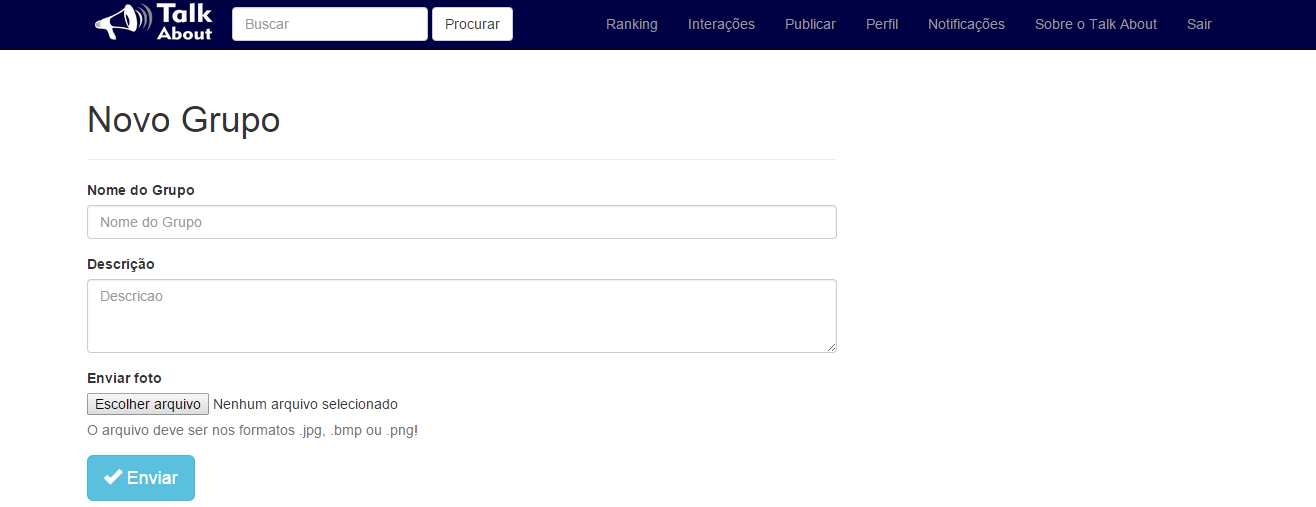 Talk
About
Buscar
Procurar
Ranking
Interações
Publicar
Perfil
Notificações
Sobre o Talk About
Sair
Novo Grupo
Nome do Grupo
Nome do Grupo
Descrição
Descricao
Enviar foto
Escolher arquivo Nenhum arquivo selecionado
O arquivo deve ser nos formatos .jpg, .bmp ou .png!
Enviar